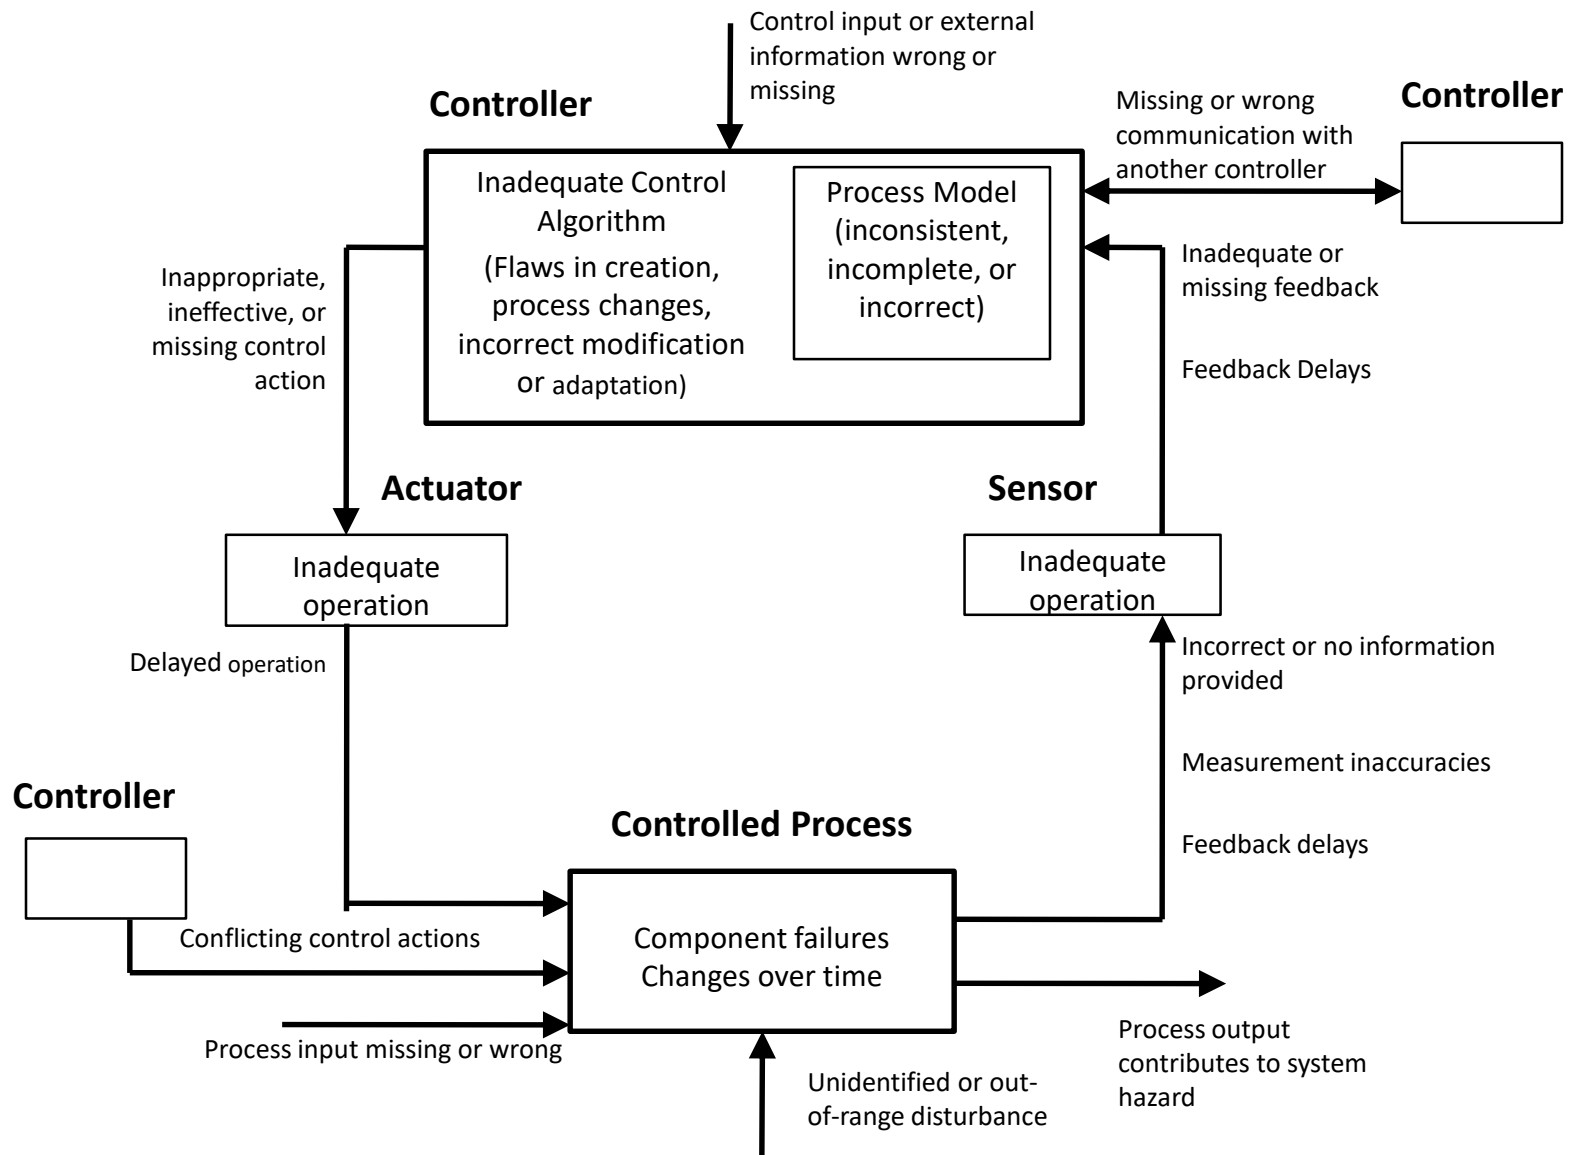 Control input or external
information wrong or
missing
Controller
Missing or wrong
communication with
another controller
Controller
Inadequate Control
Algorithm
(Flaws in creation,
process changes,
incorrect modification
or adaptation)
Process Model
(inconsistent,
incomplete, or
incorrect)
Inappropriate,
ineffective, or
missing control
action
Inadequate or
missing feedback
Feedback Delays
Actuator
Sensor
Inadequate
operation
Inadequate
operation
Delayed operation
Incorrect or no information
provided
Measurement inaccuracies
Feedback delays
Controller
Controlled Process
Conflicting control actions
Component failures
Changes over time
Process input missing or wrong
Process output
contributes to system
hazard
Unidentified or out-
of-range disturbance